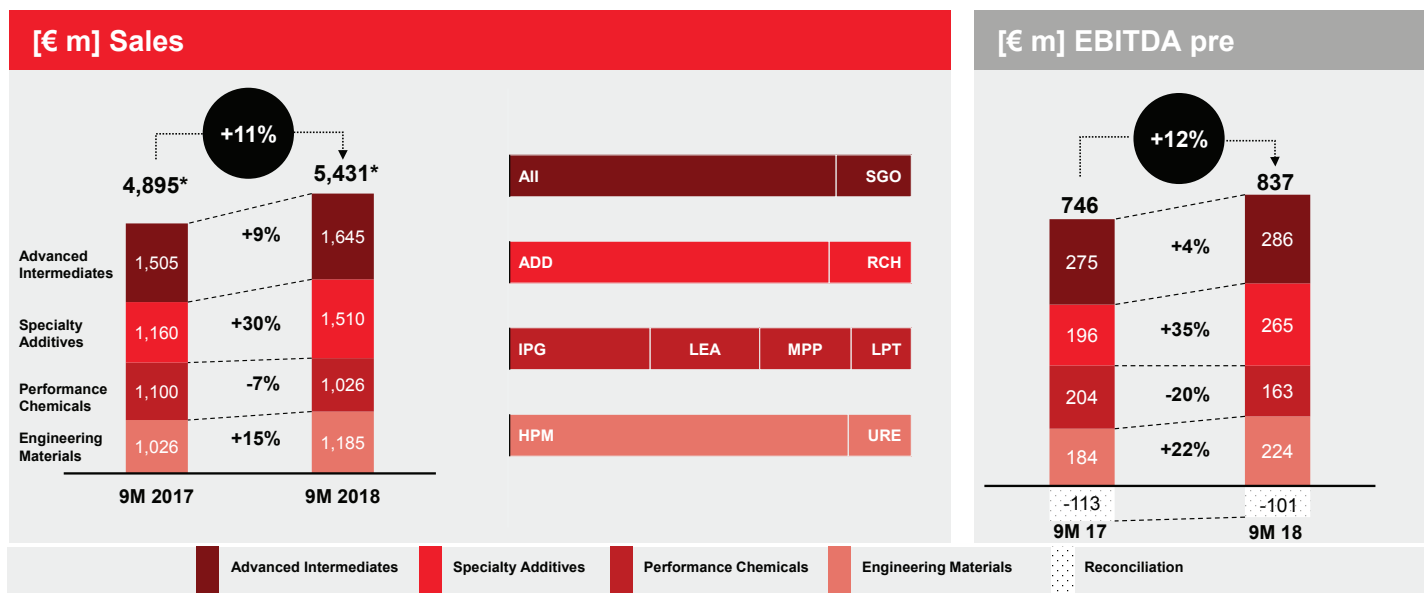 [€ m] Sales
+11%
4,895*
5,431*
Advanced
Intermediates
1,505
+9%
1,645
Specialty
Additives
1,160
+30%
1,510
Performance
Chemicals
1,100
-7%
1,026
Engineering
Materials
1,026
+15%
1,185
9M 2017
9M 2018
AII SGO
ADD RCH
IPG LEA MPP LPT
HPM URE
[€ m] EBITDA pre
+12%
746
837
275
+4%
286
196
+35%
265
204
-20%
163
184
+22%
224
-113
-101
9M 17
9M 18
Advanced Intermediates
Specialty Additives
Performance Chemicals
Engineering Materials
Reconciliation